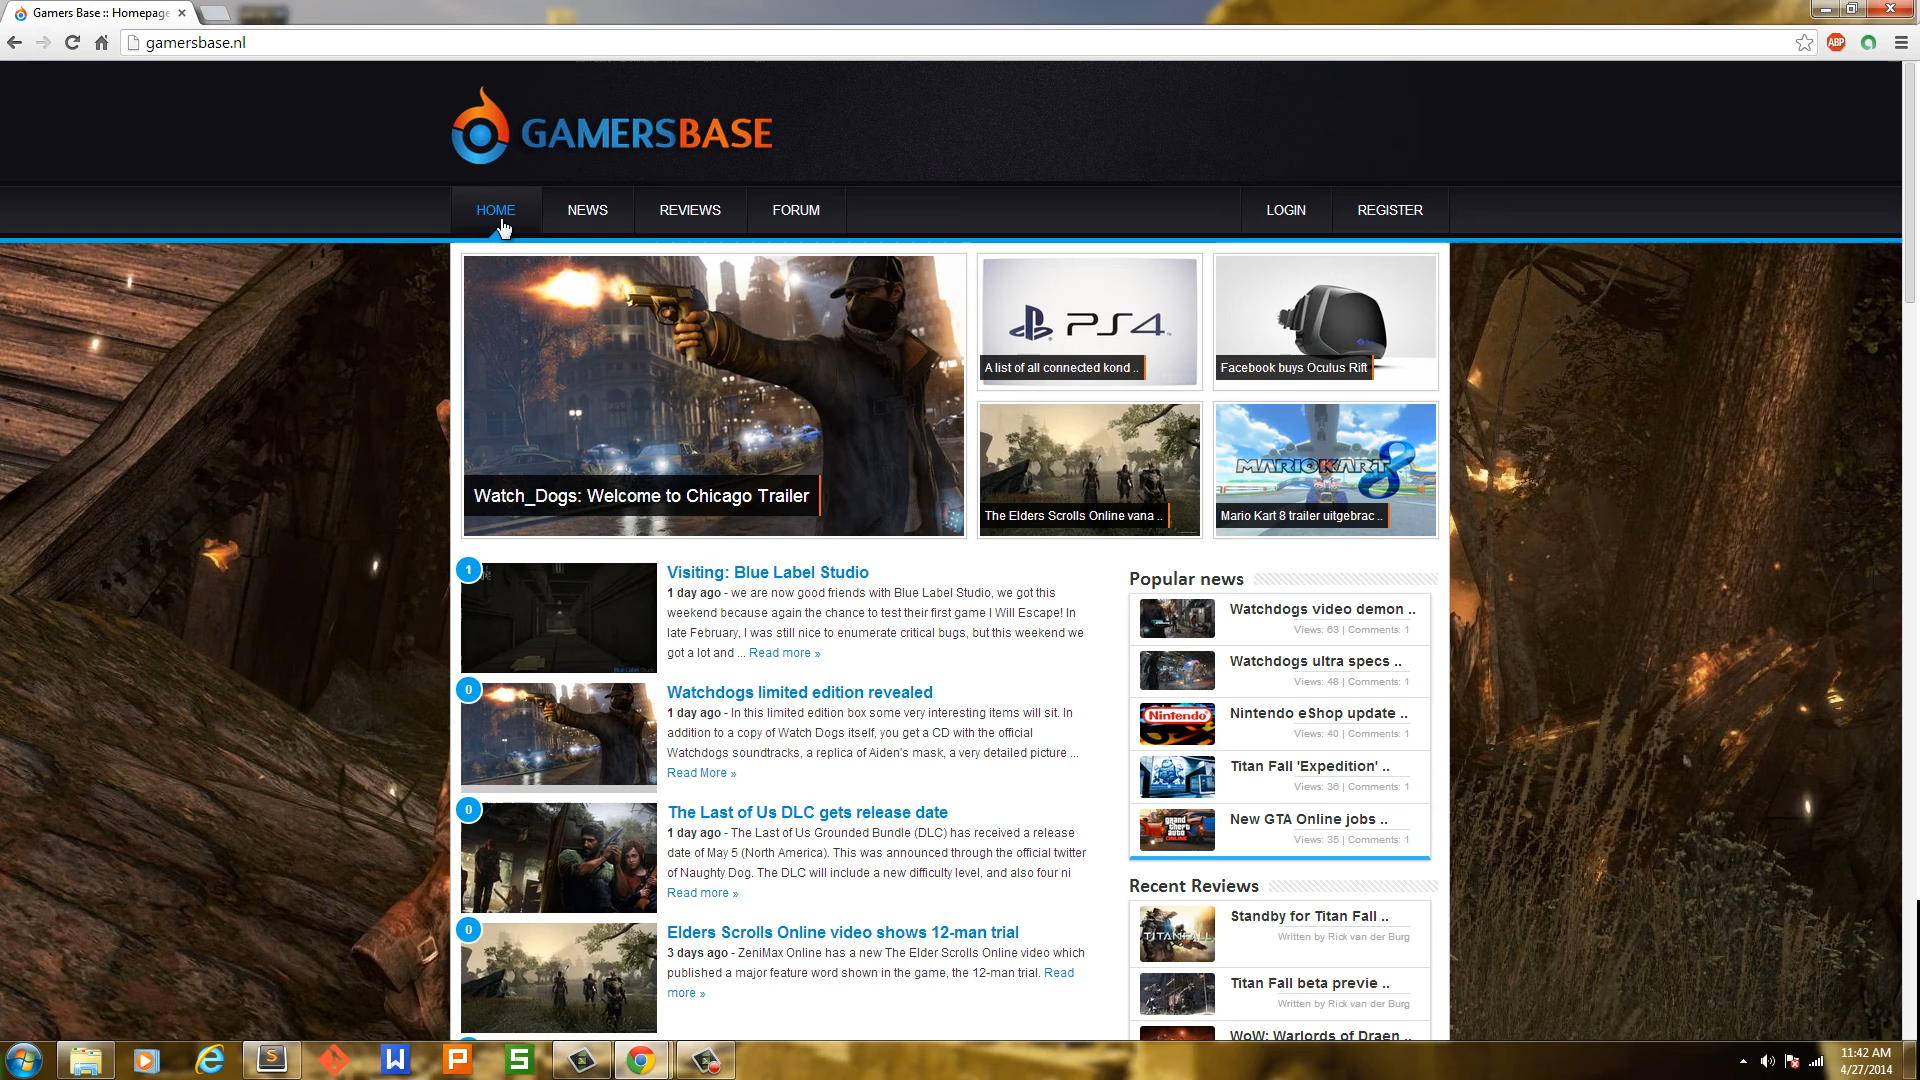 Gamers Base :: Homepage
gamersbase.nl
ABP
GAMERSBASE
HOME
NEWS
REVIEWS
FORUM
LOGIN
REGISTER
Watch_Dogs: Welcome to Chicago Trailer
PS4
A list of all connected kond ..
Facebook buys Oculus Rift
The Elders Scrolls Online vana ..
MARIOKART 8
Mario Kart 8 trailer uitgebrac ..
1
Visiting: Blue Label Studio
1 day ago - we are now good friends with Blue Label Studio, we got this
weekend because again the chance to test their first game I Will Escape! In
late February, I was still nice to enumerate critical bugs, but this weekend we
got a lot and ... Read more »
0
Watchdogs limited edition revealed
1 day ago - In this limited edition box some very interesting items will sit. In
addition to a copy of Watch Dogs itself, you get a CD with the official
Watchdogs soundtracks, a replica of Aiden's mask, a very detailed picture ...
Read More »
0
The Last of Us DLC gets release date
1 day ago - The Last of Us Grounded Bundle (DLC) has received a release
date of May 5 (North America). This was announced through the official twitter
of Naughty Dog. The DLC will include a new difficulty level, and also four ni
Read more »
0
Elders Scrolls Online video shows 12-man trial
3 days ago - ZeniMax Online has a new The Elder Scrolls Online video which
published a major feature word shown in the game, the 12-man trial. Read
more »
Popular news
Watchdogs video demon ..
Views: 63 | Comments: 1
Watchdogs ultra specs ..
Views: 48 | Comments: 1
Nintendo
Nintendo eShop update ..
Views: 40 | Comments: 1
Titan Fall 'Expedition' ..
Views: 36 | Comments: 1
grand theft auto ONLINE
New GTA Online jobs ..
Views: 35 | Comments: 1
Recent Reviews
TITANFALL
Standby for Titan Fall ..
Written by Rick van der Burg
Titan Fall beta previe ..
Written by Rick van der Burg
WoW: Warlords of Draen ..
S
W
P
S
11:42 AM
4/27/2014